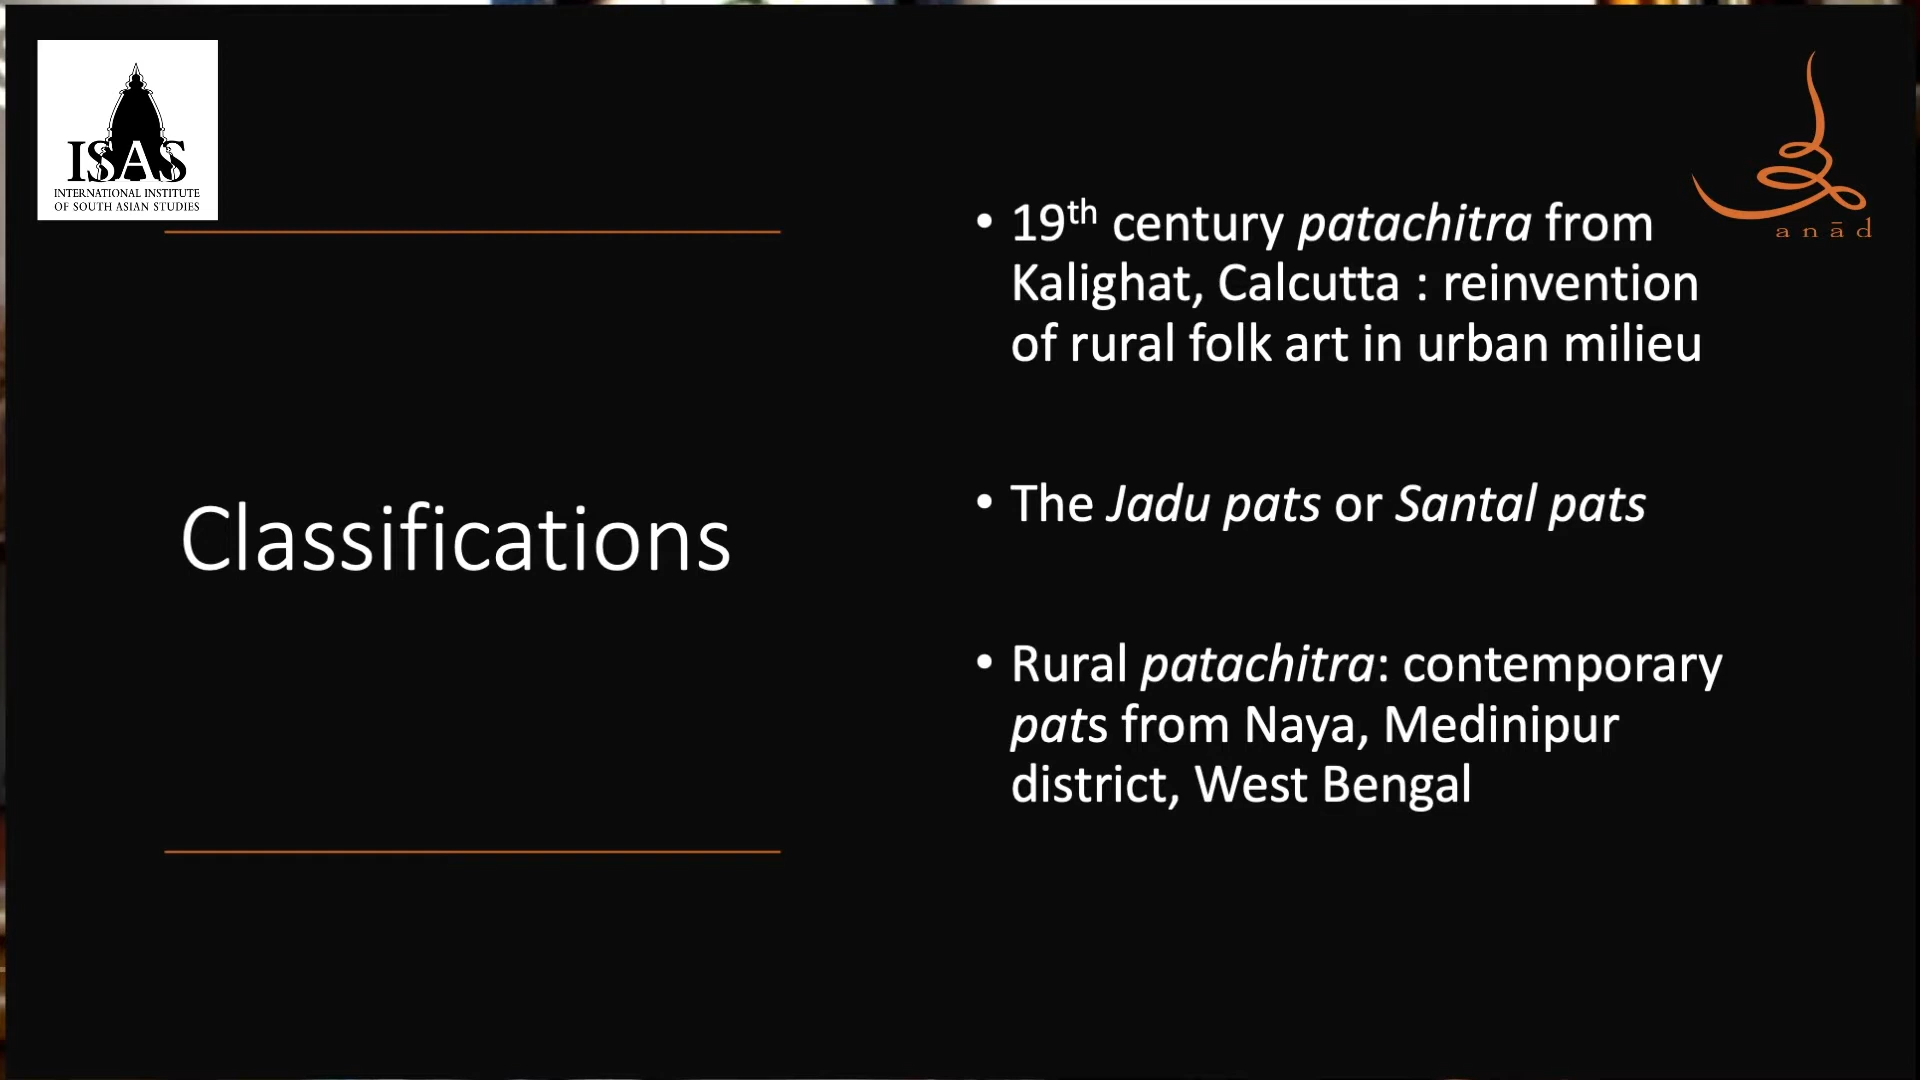 ISAS
INTERNATIONAL INSTITUTE
OF SOUTH ASIAN STUDIES
anād
Classifications
• 19th century patachitra from
Kalighat, Calcutta : reinvention
of rural folk art in urban milieu
• The Jadu pats or Santal pats
• Rural patachitra: contemporary
pats from Naya, Medinipur
district, West Bengal